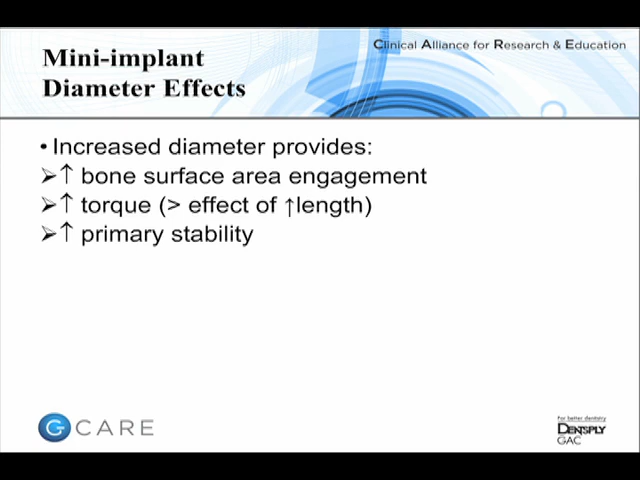 Clinical Alliance for Research & Education
Mini-implant
Diameter Effects
• Increased diameter provides:
➢↑ bone surface area engagement
➢↑ torque (> effect of ↑length)
➢↑ primary stability
G CARE
For better dentistry
DENTSPLY
GAC